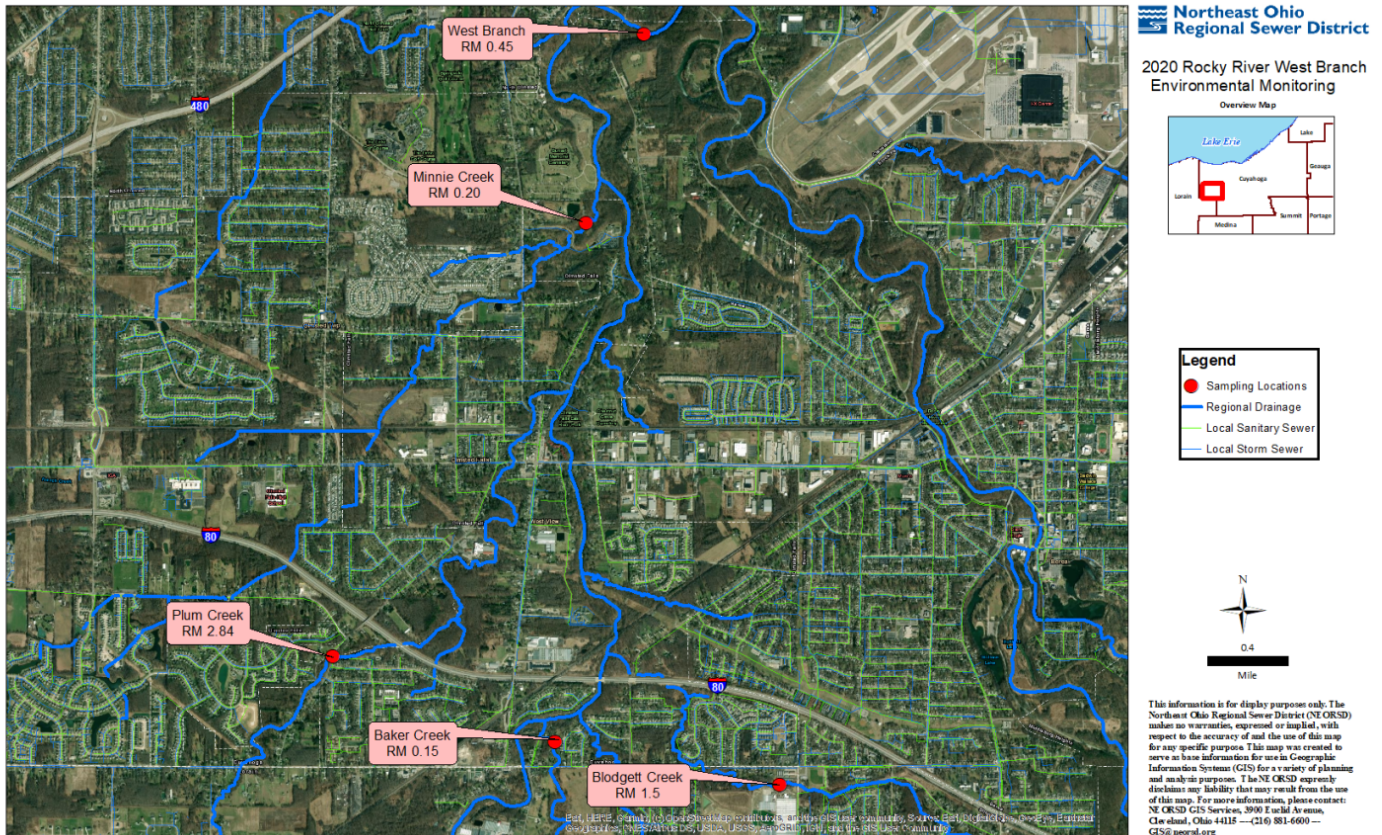 West Branch
RM 0.45
480
Minnie Creek
RM 0.20
80
Plum Creek
RM 2.84
80
Baker Creek
RM 0.15
Blodgett Creek
RM 1.5
Northeast Ohio
Regional Sewer District
2020 Rocky River West Branch
Environmental Monitoring
Overview Map
Lake Erie
Lake
Geauga
Cuyahoga
Lorain
Summit
Portage
Medina
Legend
Sampling Locations
Regional Drainage
Local Sanitary Sewer
Local Storm Sewer
N
0.4
Mile
This information is for display purposes only. The
Northeast Ohio Regional Sewer District (NEORSD)
makes no warranties, expressed or implied, with
respect to the accuracy of and the use of this map
for any specific purpose. This map was created to
serve as base information for use in Geographic
Information Systems (GIS) for a variety of planning
and analysis purposes. The NEORSD expressly
disclaims any liability that may result from the use
of this map. For more information, please contact:
NEORSD GIS Services, 3900 Euclid Avenue,
Cleveland, Ohio 44115 ----(216) 881-6600 ---
GIS@neorsd.org